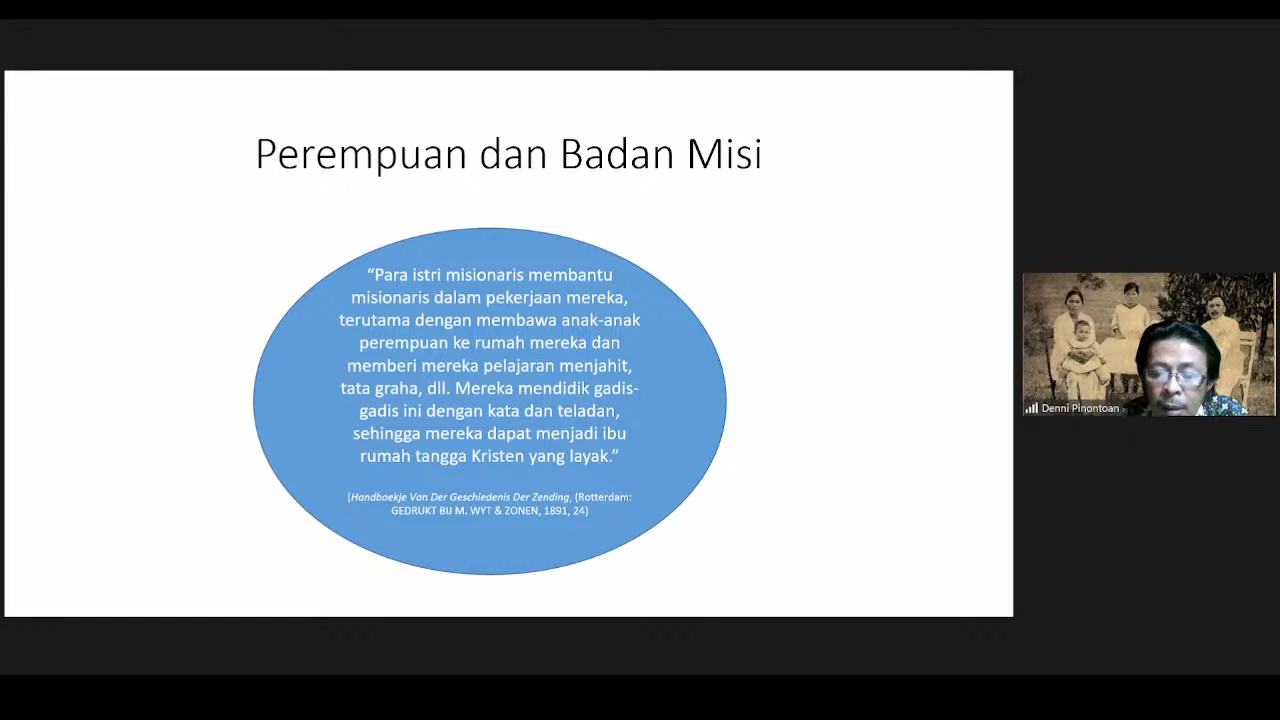 Perempuan dan Badan Misi
“Para istri misionaris membantu
misionaris dalam pekerjaan mereka,
terutama dengan membawa anak-anak
perempuan ke rumah mereka dan
memberi mereka pelajaran menjahit,
tata graha, dll. Mereka mendidik gadis-
gadis ini dengan kata dan teladan,
sehingga mereka dapat menjadi ibu
rumah tangga Kristen yang layak.”
(Handboekje Van Der Geschiedenis Der Zending, (Rotterdam:
GEDRUKT BIJ M. WYT & ZONEN, 1891, 24)
Denni Pinontoan